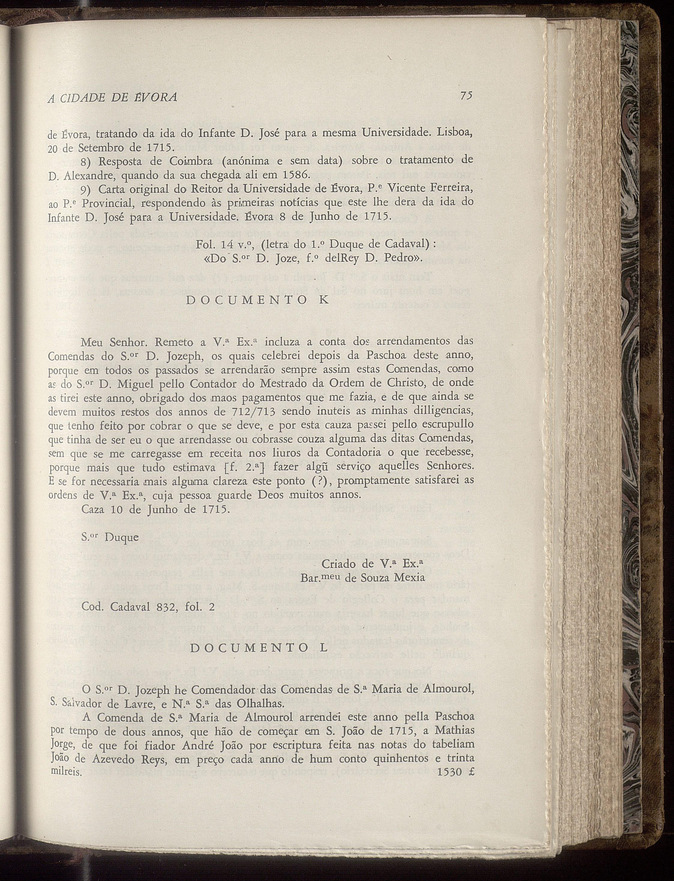 A CIDADE DE ÉVORA 75
de Évora, tratando da ida do Infante D. José para a mesma Universidade. Lisboa,
20 de Setembro de 1715.
8) Resposta de Coimbra (anónima e sem data) sobre o tratamento de
D. Alexandre, quando da sua chegada ali em 1586.
9) Carta original do Reitor da Universidade de Évora, P.e Vicente Ferreira,
ao P.e Provincial, respondendo às primeiras notícias que este lhe dera da ida do
Infante D. José para a Universidade. Évora 8 de Junho de 1715.
Fol. 14 v.º, (letra do 1.º Duque de Cadaval) :
«Do S.or D. Joze, f.º delRey D. Pedro».
DOCUMENTO K
Meu Senhor. Remeto a V.ª Ex.ª incluza a conta dos arrendamentos das
Comendas do S.or D. Jozeph, os quais celebrei depois da Paschoa deste anno,
porque em todos os passados se arrendarão sempre assim estas Comendas, como
as do S.or D. Miguel pello Contador do Mestrado da Ordem de Christo, de onde
as tirei este anno, obrigado dos maos pagamentos que me fazia, e de que ainda se
devem muitos restos dos annos de 712/713 sendo inuteis as minhas dilligencias,
que tenho feito por cobrar o que se deve, e por esta cauza passei pello escrupullo
que tinha de ser eu o que arrendasse ou cobrasse couza alguma das ditas Comendas,
sem que se me carregasse em receita nos liuros da Contadoria o que recebesse,
porque mais que tudo estimava [f. 2.ª] fazer algũ serviço aquelles Senhores.
E se for necessaria mais alguma clareza este ponto (?), promptamente satisfarei as
ordens de V.ª Ex.ª, cuja pessoa guarde Deos muitos annos.
Caza 10 de Junho de 1715.
S.or Duque
Criado de V.ª Ex.ª
Bar.meu de Souza Mexia
Cod. Cadaval 832, fol. 2
DOCUMENTO L
O S.or D. Jozeph he Comendador das Comendas de S.ª Maria de Almourol,
S. Salvador de Lavre, e N.ª S.ª das Olhalhas.
A Comenda de S.ª Maria de Almourol arrendei este anno pella Paschoa
por tempo de dous annos, que hão de começar em S. João de 1715, a Mathias
Jorge, de que foi fiador André João por escriptura feita nas notas do tabeliam
João de Azevedo Reys, em preço cada anno de hum conto quinhentos e trinta
milreis. 1530 £